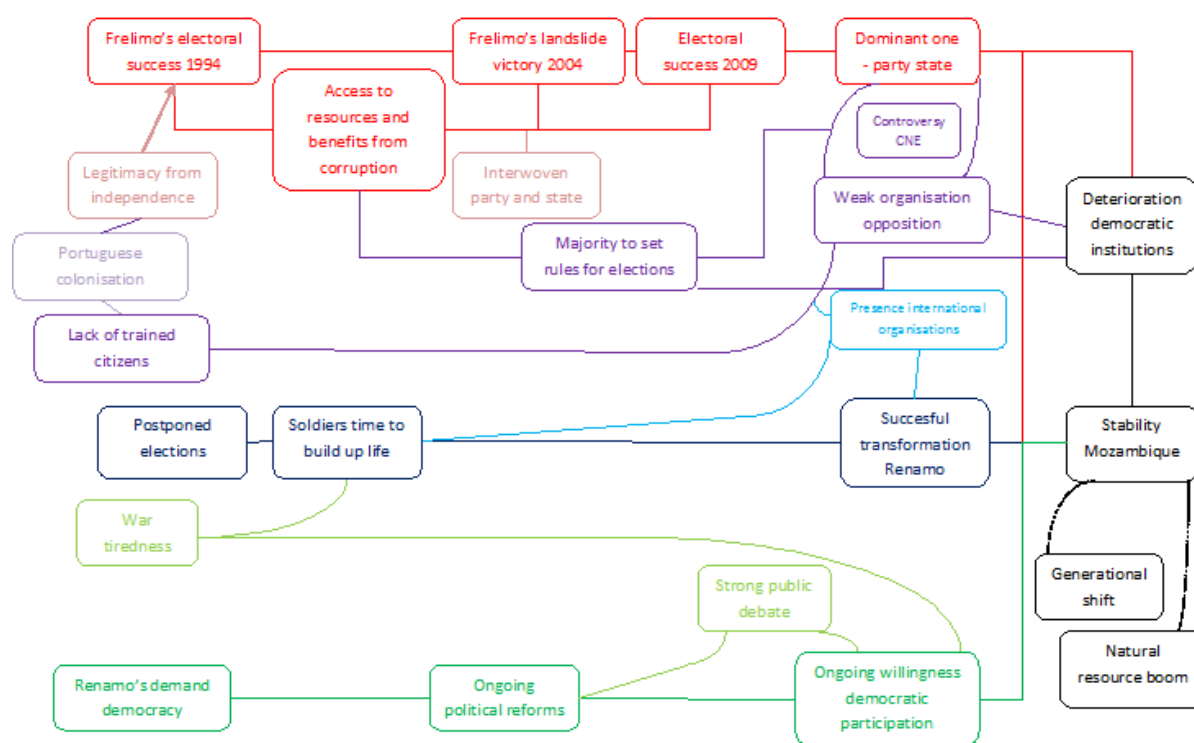 Frelimo's electoral
success 1994
Frelimo's landslide
victory 2004
Electoral
success 2009
Dominant one
- party state
Access to
resources and
benefits from
corruption
Controversy
CNE
Legitimacy from
independence
Interwoven
party and state
Weak organisation
opposition
Deterioration
democratic
institutions
Portuguese
colonisation
Majority to set
rules for elections
Lack of trained
citizens
Presence international
organisations
Postponed
elections
Soldiers time to
build up life
Succesful
transformation
Renamo
Stability
Mozambique
War
tiredness
Strong public
debate
Generational
shift
Renamo's demand
democracy
Ongoing
political reforms
Ongoing willingness
democratic
participation
Natural
resource boom